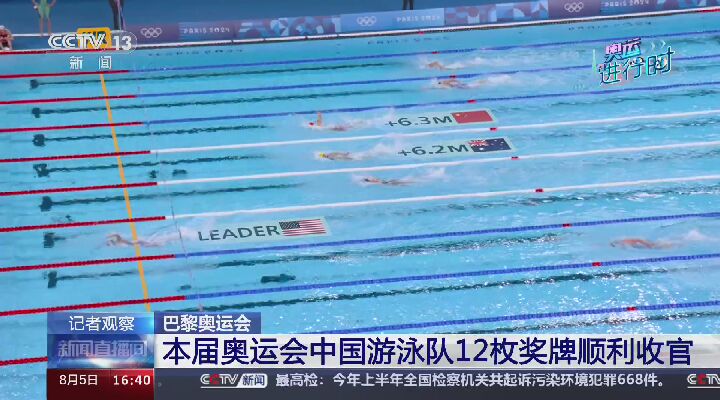 PARIS 2024
PARIS 2024
CCTV 13
新闻
奥运
进行时
+6.3M
+6.2M
LEADER
记者观察
巴黎奥运会
新闻直播间
本届奥运会中国游泳队12枚奖牌顺利收官
8月5日 16:40
CCTV 新闻
最高检:今年上半年全国检察机关共起诉污染环境犯罪668件。
CCTV